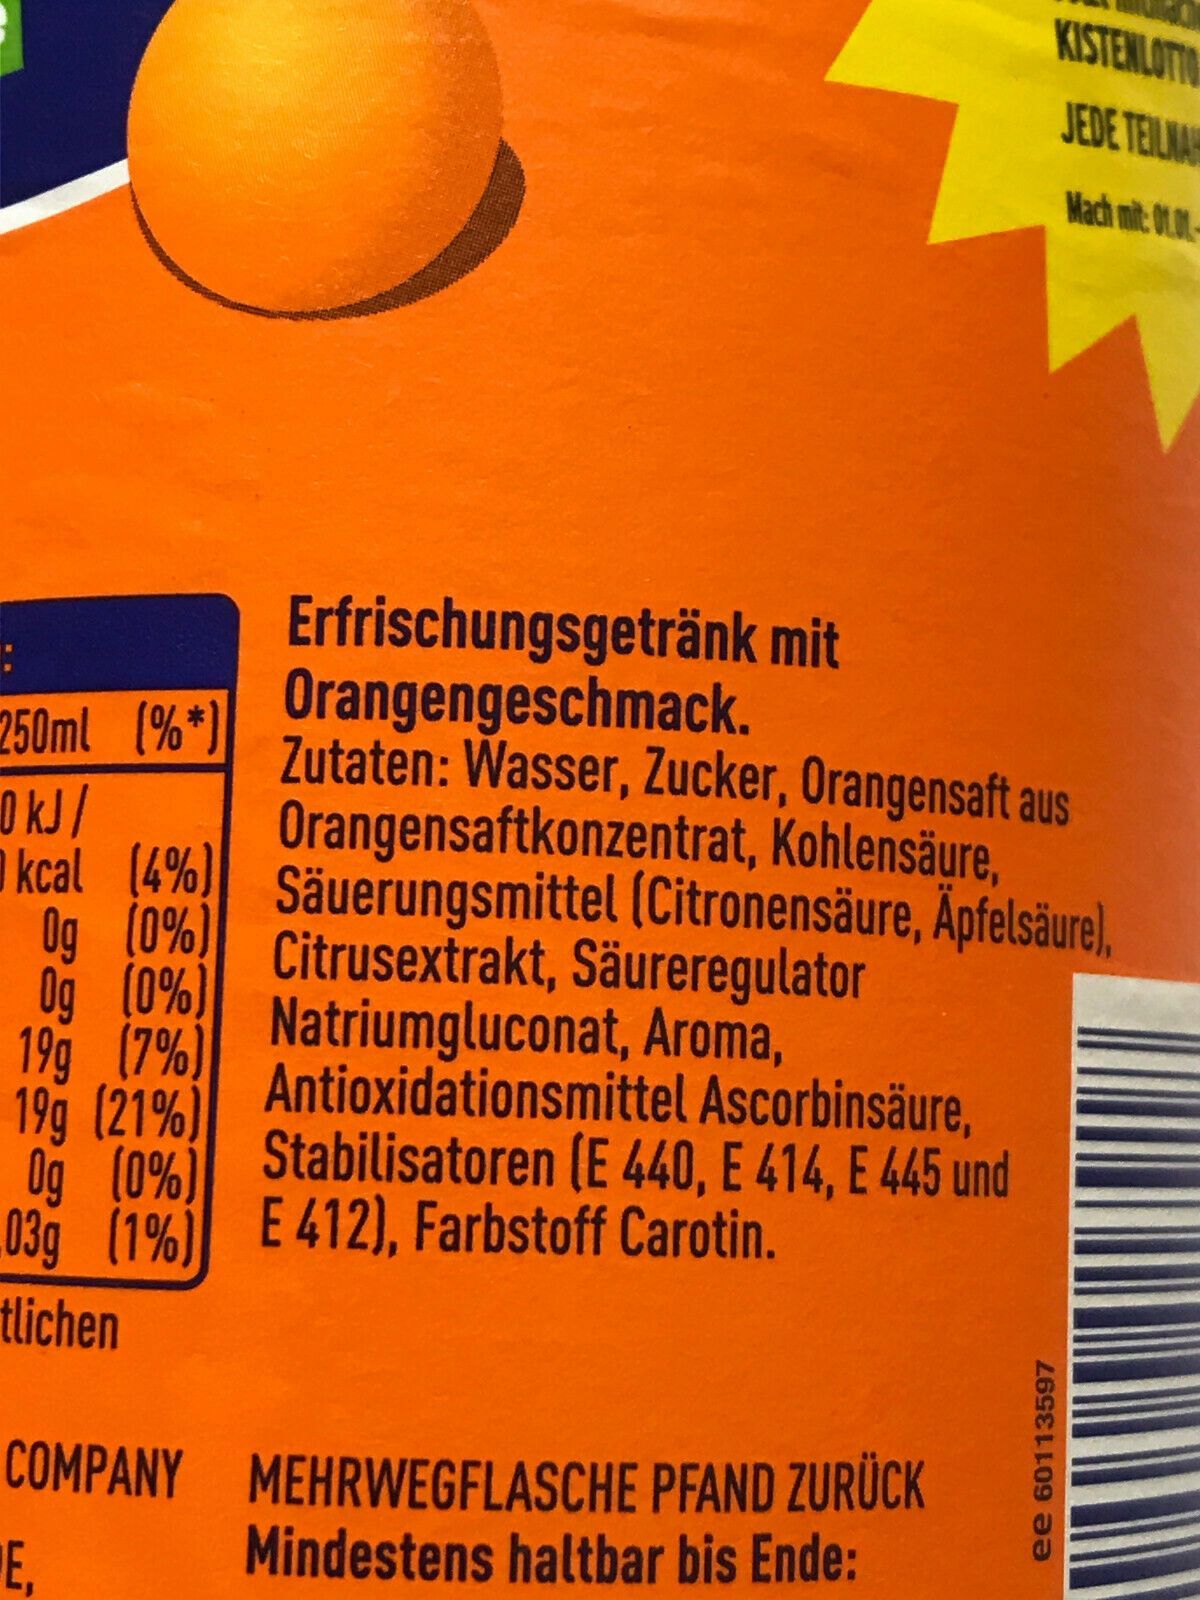 KISTENLOTTO
JEDE
Mach mit: 01.01.-
250ml (%*)
0 kJ /
kcal (4%)
0g (0%)
0g (0%)
19g (7%)
19g (21%)
0g (0%)
03g (1%)
tlichen
COMPANY
E,
Erfrischungsgetränk mit
Orangengeschmack.
Zutaten: Wasser, Zucker, Orangensaft aus
Orangensaftkonzentrat, Kohlensäure,
Säuerungsmittel (Citronensäure, Äpfelsäure),
Citrusextrakt, Säureregulator
Natriumgluconat, Aroma,
Antioxidationsmittel Ascorbinsäure,
Stabilisatoren (E 440, E 414, E 445 und
E 412), Farbstoff Carotin.
MEHRWEGFLASCHE PFAND ZURÜCK
Mindestens haltbar bis Ende:
ee 60113597